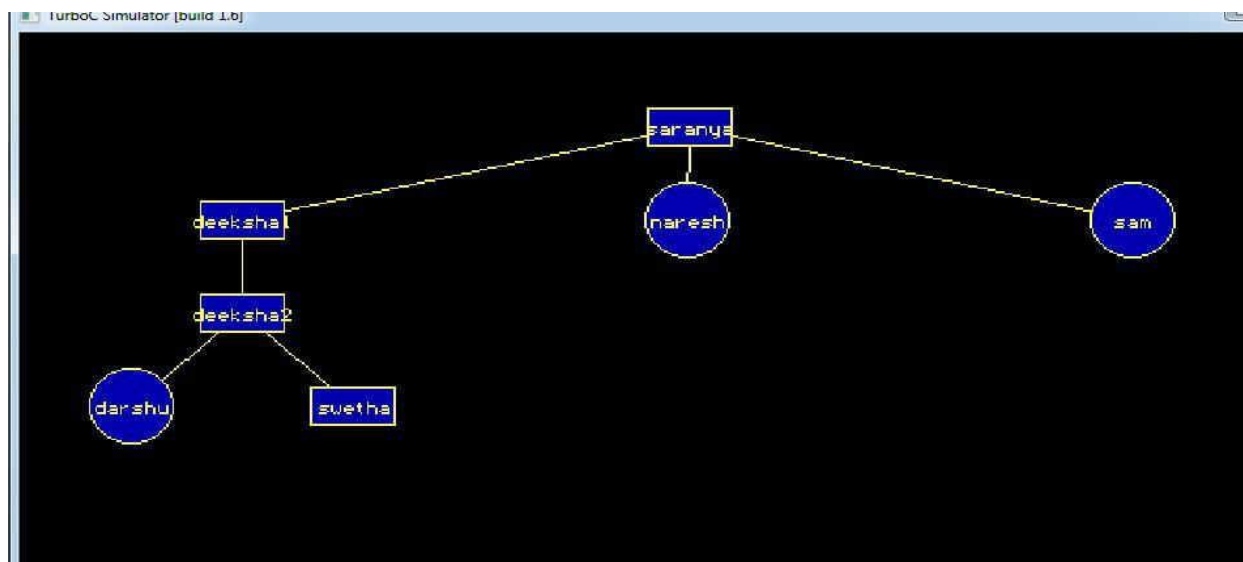 TurboC Simulator [build 1.6]
saranya
deeksha1
naresh
sam
deeksha2
darshu
swetha